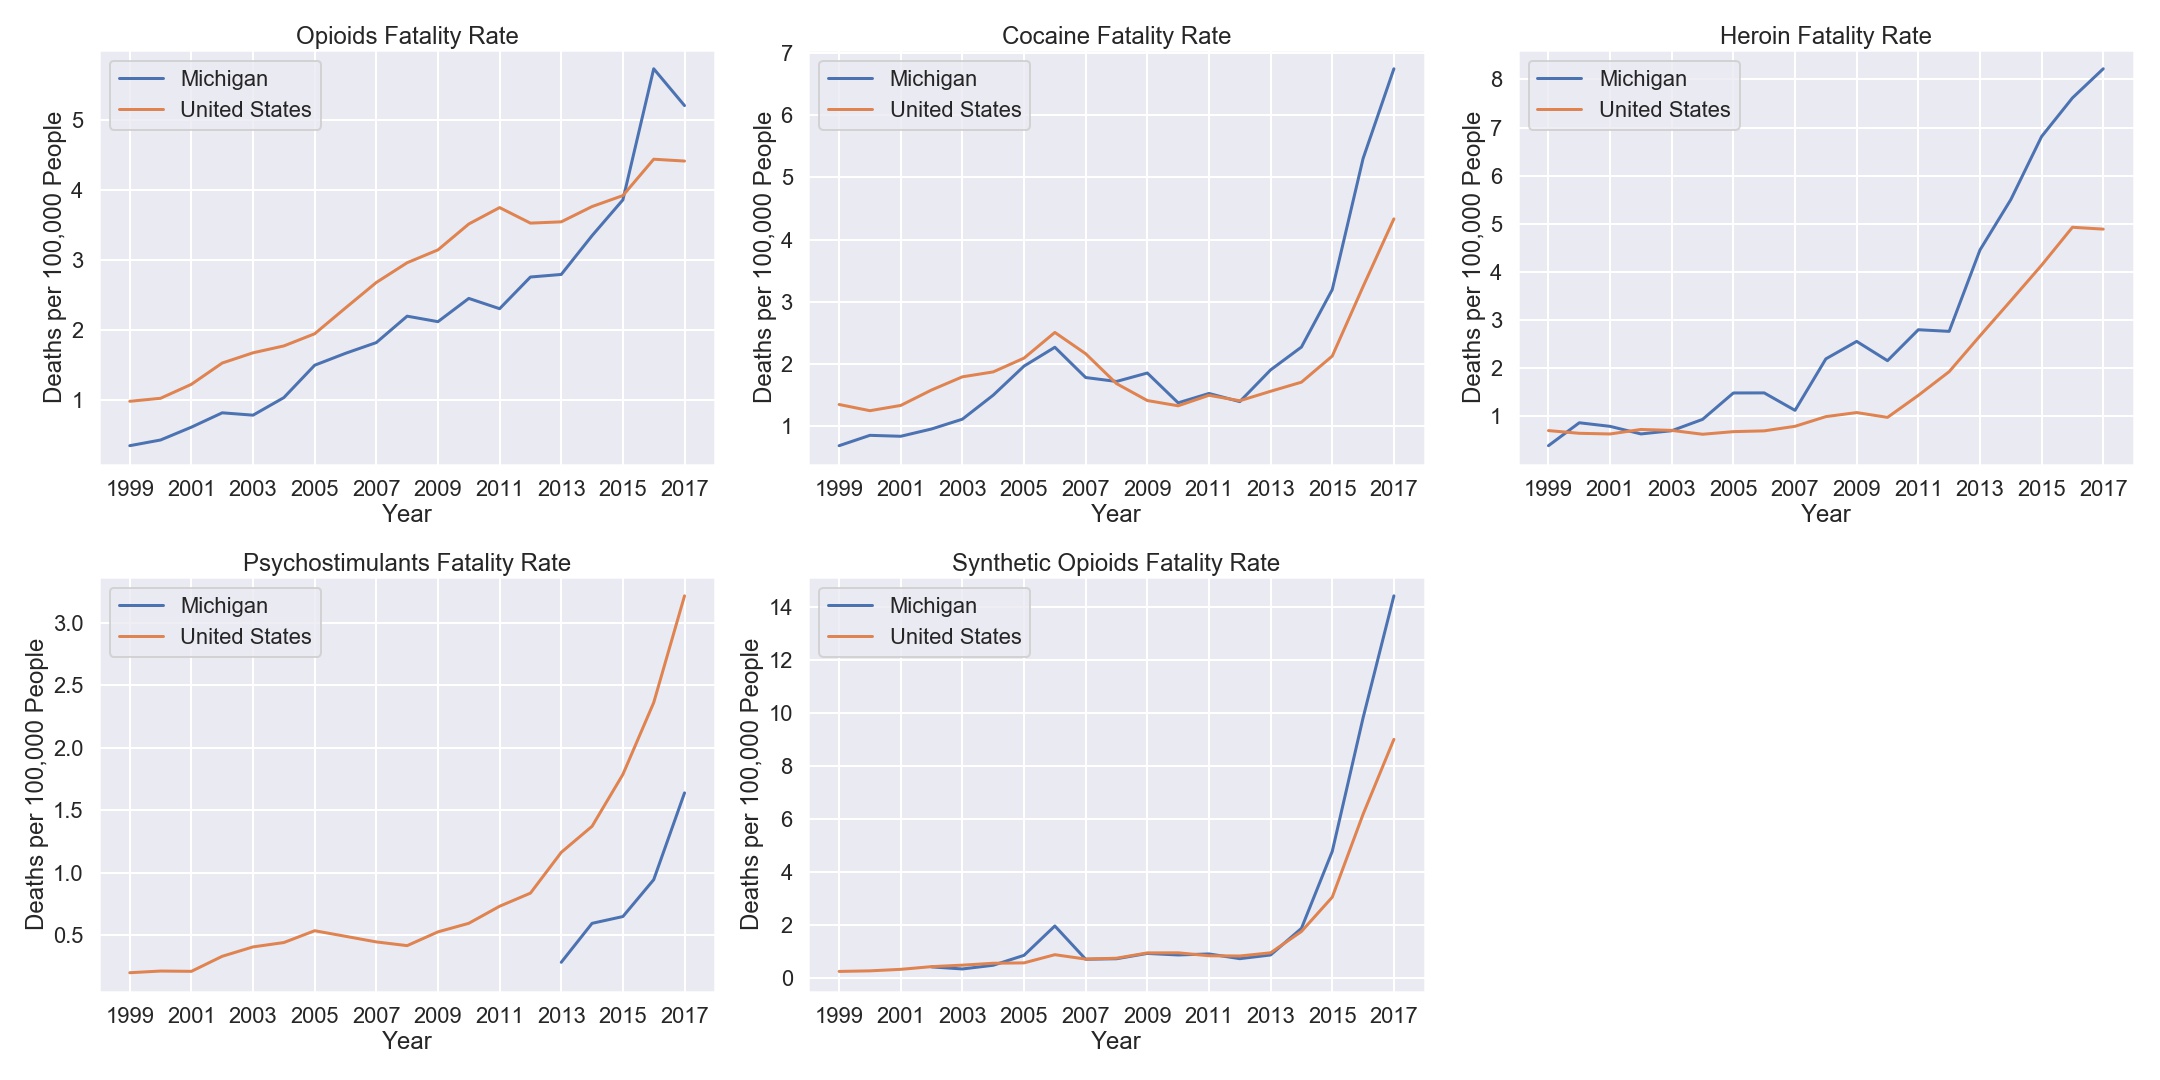 Opioids Fatality Rate
Michigan
United States
Deaths per 100,000 People
5
4
3
2
1
1999 2001 2003 2005 2007 2009 2011 2013 2015 2017
Year
Cocaine Fatality Rate
Michigan
United States
Deaths per 100,000 People
7
6
5
4
3
2
1
1999 2001 2003 2005 2007 2009 2011 2013 2015 2017
Year
Heroin Fatality Rate
Michigan
United States
Deaths per 100,000 People
8
7
6
5
4
3
2
1
1999 2001 2003 2005 2007 2009 2011 2013 2015 2017
Year
Psychostimulants Fatality Rate
Michigan
United States
Deaths per 100,000 People
3.0
2.5
2.0
1.5
1.0
0.5
1999 2001 2003 2005 2007 2009 2011 2013 2015 2017
Year
Synthetic Opioids Fatality Rate
Michigan
United States
Deaths per 100,000 People
14
12
10
8
6
4
2
0
1999 2001 2003 2005 2007 2009 2011 2013 2015 2017
Year